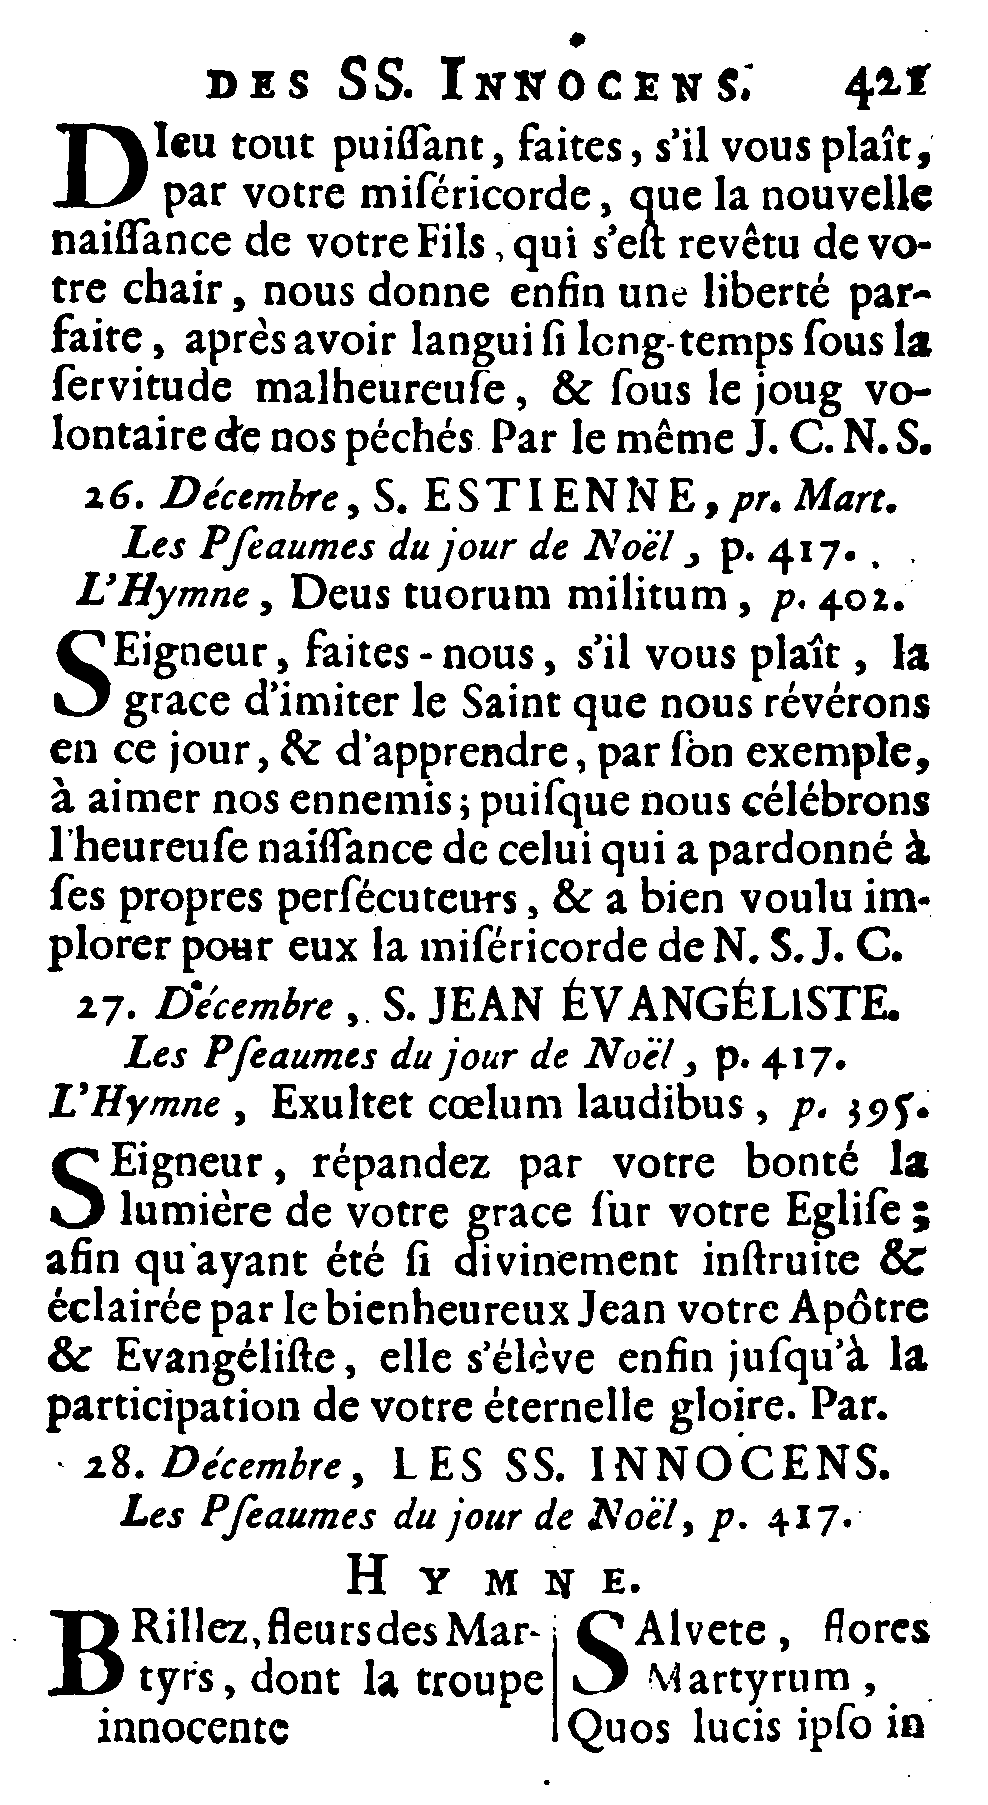 DES SS. INNOCENS. 421
DIeu tout puiſſant, faites, s'il vous plaît,
par votre miſéricorde, que la nouvelle
naiſſance de votre Fils, qui s'eſt revêtu de vo-
tre chair, nous donne enfin une liberté par-
faite, après avoir langui ſi long-temps ſous la
ſervitude malheureuſe, & ſous le joug vo-
lontaire de nos péchés. Par le même J. C. N. S.
26. Décembre, S. ESTIENNE, pr. Mart.
Les Pſeaumes du jour de Noël, p. 417.
L'Hymne, Deus tuorum militum, p. 402.
SEigneur, faites-nous, s'il vous plaît, la
grace d'imiter le Saint que nous révérons
en ce jour, & d'apprendre, par ſon exemple,
à aimer nos ennemis; puiſque nous célébrons
l'heureuſe naiſſance de celui qui a pardonné à
ſes propres perſécuteurs, & a bien voulu im-
plorer pour eux la miſéricorde de N. S. J. C.
27. Décembre, S. JEAN ÉVANGÉLISTE.
Les Pſeaumes du jour de Noël, p. 417.
L'Hymne, Exultet cœlum laudibus, p. 395.
SEigneur, répandez par votre bonté la
lumière de votre grace ſur votre Egliſe;
afin qu'ayant été ſi divinement inſtruite &
éclairée par le bienheureux Jean votre Apôtre
& Evangéliſte, elle s'élève enfin juſqu'à la
participation de votre éternelle gloire. Par.
28. Décembre, LES SS. INNOCENS.
Les Pſeaumes du jour de Noël, p. 417.
HYMNE.
BRillez, fleurs des Mar-
tyrs, dont la troupe
innocente
SAlvete, flores
Martyrum,
Quos lucis ipſo in